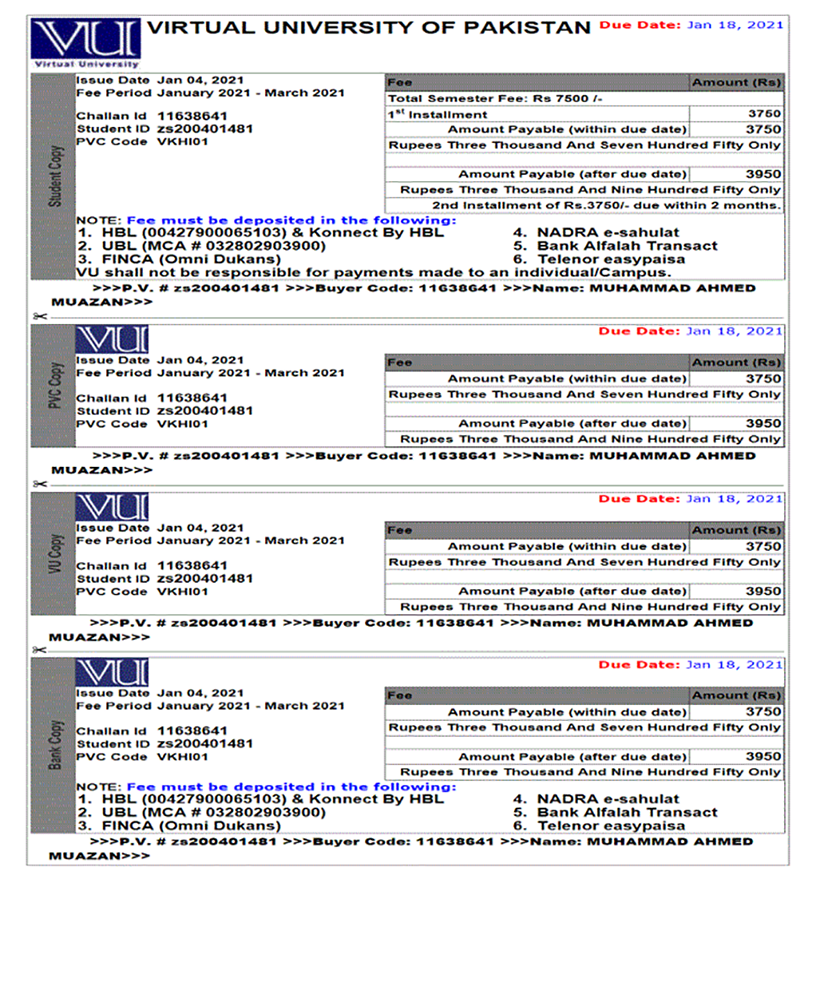 VU VIRTUAL UNIVERSITY OF PAKISTAN Due Date: Jan 18, 2021
Virtual University
Student Copy
Issue Date Jan 04, 2021
Fee Period January 2021 - March 2021
Challan Id 11638641
Student ID zs200401481
PVC Code VKHI01
Fee Amount (Rs)
Total Semester Fee: Rs 7500 /-
1st Installment 3750
Amount Payable (within due date) 3750
Rupees Three Thousand And Seven Hundred Fifty Only
Amount Payable (after due date) 3950
Rupees Three Thousand And Nine Hundred Fifty Only
2nd Installment of Rs.3750/- due within 2 months.
NOTE: Fee must be deposited in the following:
1. HBL (00427900065103) & Konnect By HBL 4. NADRA e-sahulat
2. UBL (MCA # 032802903900) 5. Bank Alfalah Transact
3. FINCA (Omni Dukans) 6. Telenor easypaisa
VU shall not be responsible for payments made to an individual/Campus.
>>>P.V. # zs200401481 >>>Buyer Code: 11638641 >>>Name: MUHAMMAD AHMED
MUAZAN>>>
VU Due Date: Jan 18, 2021
PVC Copy
Issue Date Jan 04, 2021
Fee Period January 2021 - March 2021
Challan Id 11638641
Student ID zs200401481
PVC Code VKHI01
Fee Amount (Rs)
Amount Payable (within due date) 3750
Rupees Three Thousand And Seven Hundred Fifty Only
Amount Payable (after due date) 3950
Rupees Three Thousand And Nine Hundred Fifty Only
>>>P.V. # zs200401481 >>>Buyer Code: 11638641 >>>Name: MUHAMMAD AHMED
MUAZAN>>>
VU Due Date: Jan 18, 2021
VU Copy
Issue Date Jan 04, 2021
Fee Period January 2021 - March 2021
Challan Id 11638641
Student ID zs200401481
PVC Code VKHI01
Fee Amount (Rs)
Amount Payable (within due date) 3750
Rupees Three Thousand And Seven Hundred Fifty Only
Amount Payable (after due date) 3950
Rupees Three Thousand And Nine Hundred Fifty Only
>>>P.V. # zs200401481 >>>Buyer Code: 11638641 >>>Name: MUHAMMAD AHMED
MUAZAN>>>
VU Due Date: Jan 18, 2021
Bank Copy
Issue Date Jan 04, 2021
Fee Period January 2021 - March 2021
Challan Id 11638641
Student ID zs200401481
PVC Code VKHI01
Fee Amount (Rs)
Amount Payable (within due date) 3750
Rupees Three Thousand And Seven Hundred Fifty Only
Amount Payable (after due date) 3950
Rupees Three Thousand And Nine Hundred Fifty Only
NOTE: Fee must be deposited in the following:
1. HBL (00427900065103) & Konnect By HBL 4. NADRA e-sahulat
2. UBL (MCA # 032802903900) 5. Bank Alfalah Transact
3. FINCA (Omni Dukans) 6. Telenor easypaisa
>>>P.V. # zs200401481 >>>Buyer Code: 11638641 >>>Name: MUHAMMAD AHMED
MUAZAN>>>